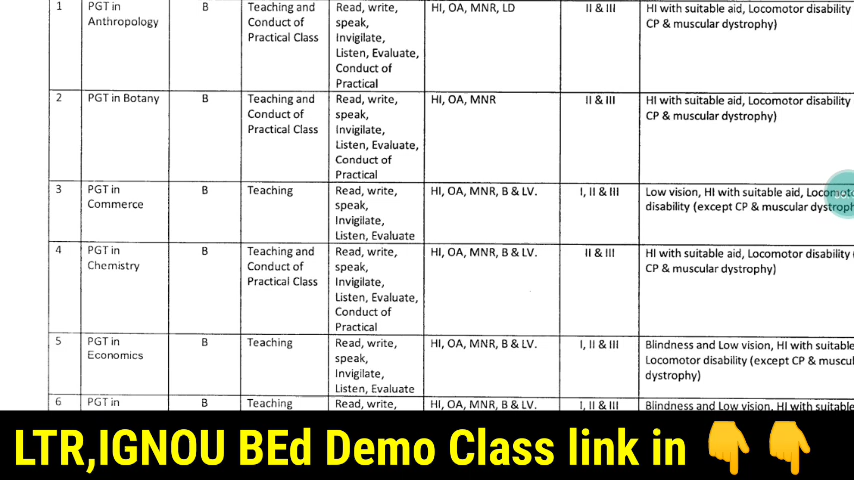 1 PGT in B Teaching and Read, write, HI, OA, MNR, LD II & III HI with suitable aid, Locomotor disability
Anthropology Conduct of speak, CP & muscular dystrophy)
Practical Class Invigilate,
Listen, Evaluate,
Conduct of
Practical
2 PGT in Botany B Teaching and Read, write, HI, OA, MNR II & III HI with suitable aid, Locomotor disability
Conduct of speak, CP & muscular dystrophy)
Practical Class Invigilate,
Listen, Evaluate,
Conduct of
Practical
3 PGT in B Teaching Read, write, HI, OA, MNR, B & LV. I, II & III Low vision, HI with suitable aid,
Commerce speak, disability (except CP & muscular
Invigilate,
Listen, Evaluate
4 PGT in B Teaching and Read, write, HI, OA, MNR, B & LV. II & III HI with suitable aid, Locomotor disability
Chemistry Conduct of speak, CP & muscular dystrophy)
Practical Class Invigilate,
Listen, Evaluate,
Conduct of
Practical
5 PGT in B Teaching Read, write, HI, OA, MNR, B & LV. I, II & III Blindness and Low vision, HI with suitable
Economics speak, Locomotor disability (except CP &
Invigilate, dystrophy)
Listen, Evaluate
6 PGT in B Teaching Read, write, HI, OA, MNR, B & LV. I, II & III Blindness and Low vision, HI with suitable
LTR,IGNOU BEd Demo Class link in